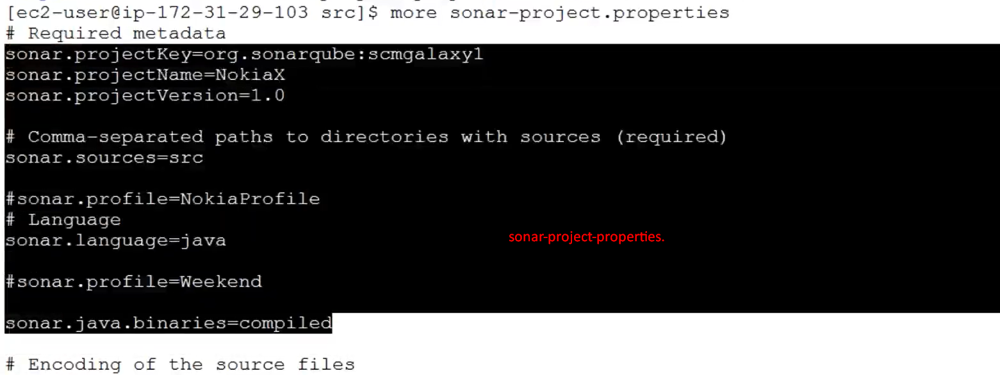 [ec2-user@ip-172-31-29-103 src]$ more sonar-project.properties
# Required metadata
sonar.projectKey=org.sonarqube:scmgalaxy1
sonar.projectName=NokiaX
sonar.projectVersion=1.0
# Comma-separated paths to directories with sources (required)
sonar.sources=src
#sonar.profile=NokiaProfile
# Language
sonar.language=java
sonar-project-properties.
#sonar.profile=Weekend
sonar.java.binaries=compiled
# Encoding of the source files